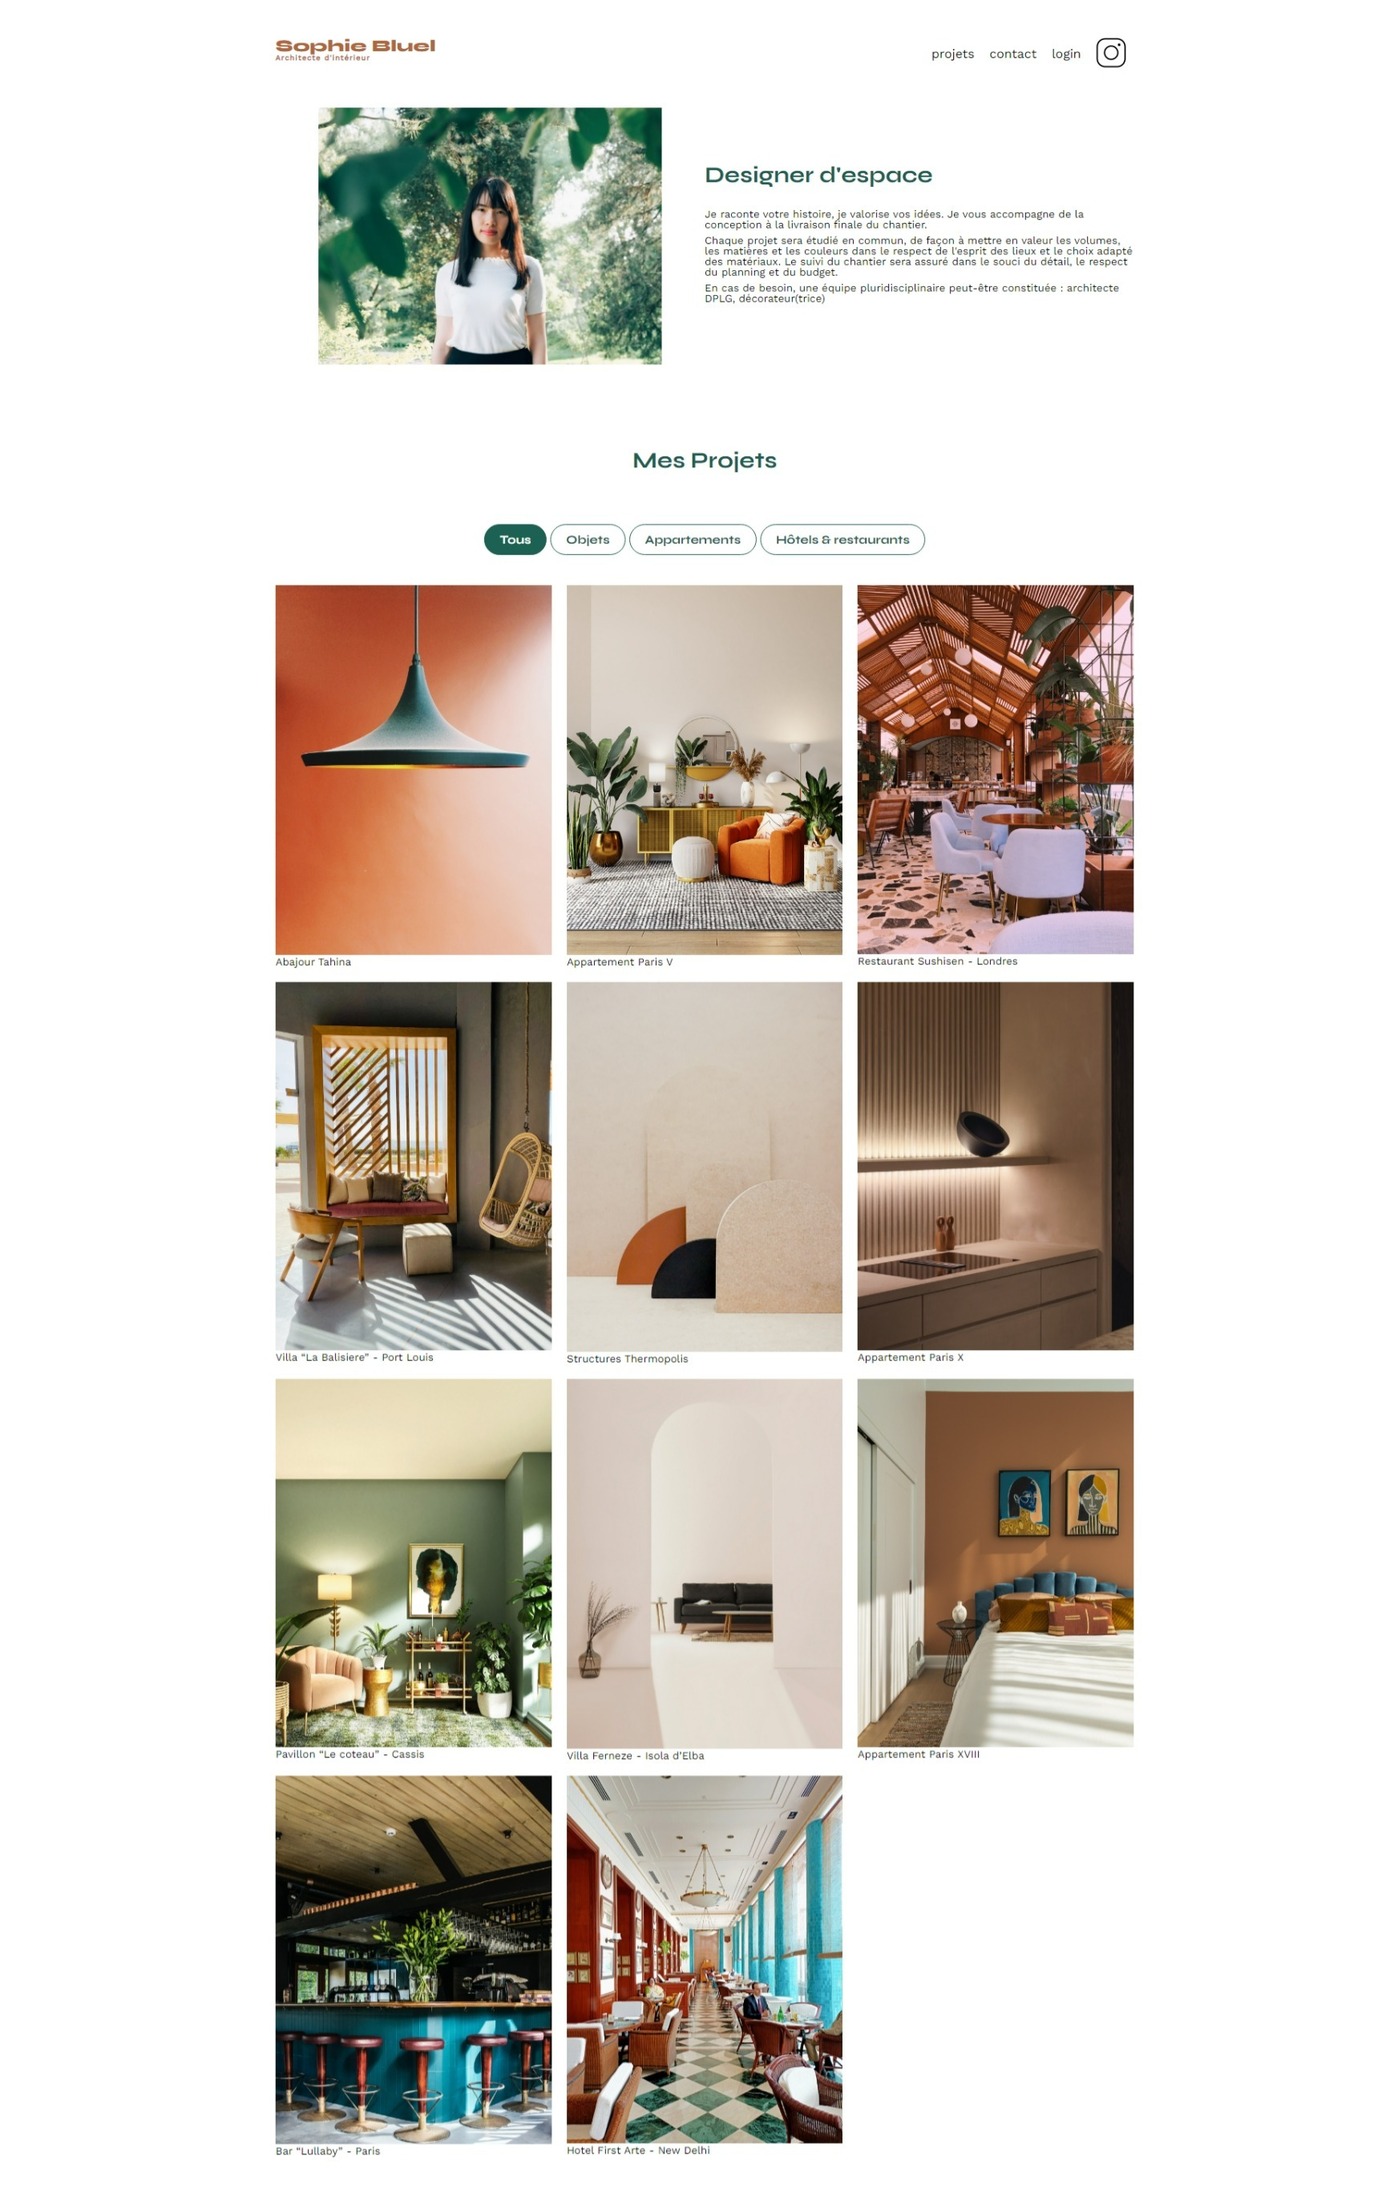 Sophie Bluel
Architecte d'intérieur
projets contact login
Designer d'espace
Je raconte votre histoire, je valorise vos idées. Je vous accompagne de la
conception à la livraison finale du chantier.
Chaque projet sera étudié en commun, de façon à mettre en valeur les volumes,
les matières et les couleurs dans le respect de l'esprit des lieux et le choix adapté
des matériaux. Le suivi du chantier sera assuré dans le souci du détail, le respect
du planning et du budget.
En cas de besoin, une équipe pluridisciplinaire peut-être constituée : architecte
DPLG, décorateur(trice)
Mes Projets
Tous Objets Appartements Hôtels & restaurants
Abajour Tahina
Appartement Paris V
Restaurant Sushisen - Londres
Villa “La Balisiere” - Port Louis
Structures Thermopolis
Appartement Paris X
Pavillon “Le coteau” - Cassis
Villa Ferneze - Isola d’Elba
Appartement Paris XVIII
Bar “Lullaby” - Paris
Hotel First Arte - New Delhi